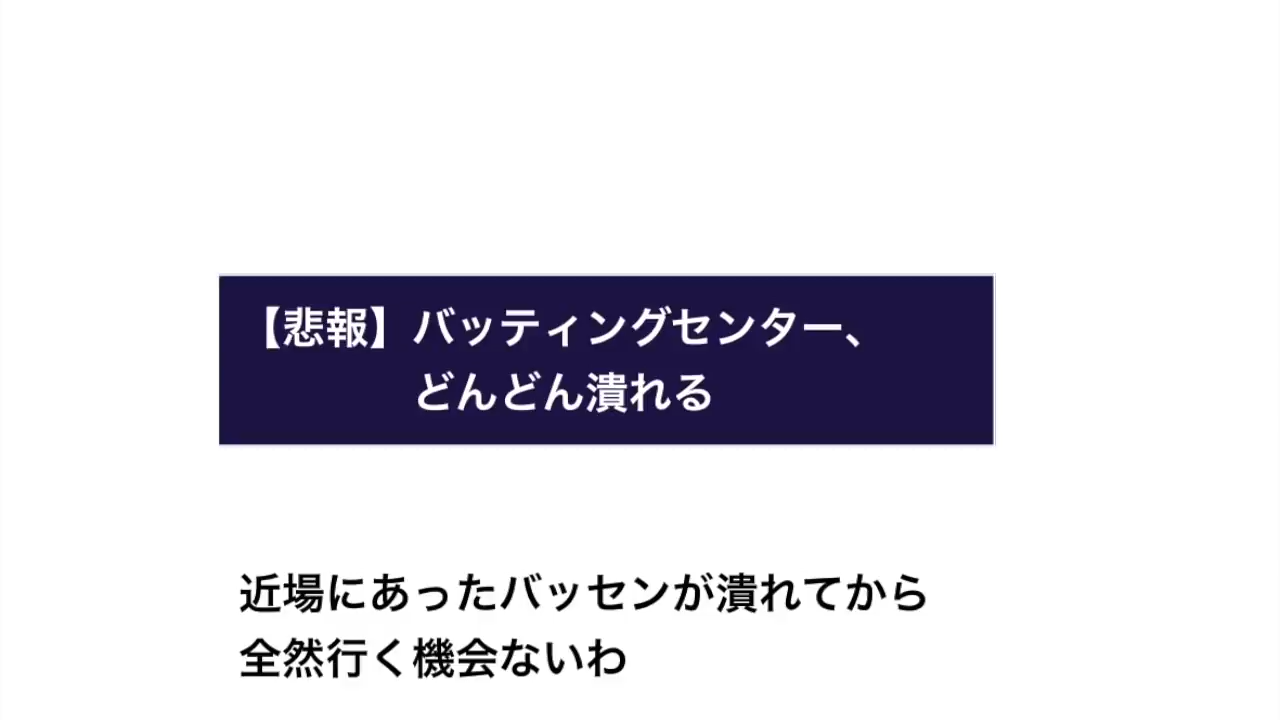 【悲報】バッティングセンター、
どんどん潰れる
近場にあったバッセンが潰れてから
全然行く機会ないわ